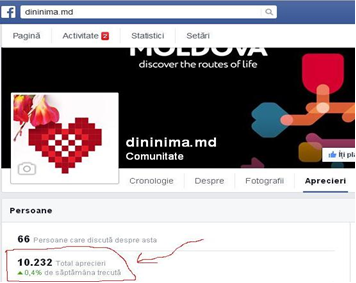 dininima.md
Pagină Activitate 2 Statistici Setări
MOLDOVA
discover the routes of life
dininima.md
Comunitate
Îți pl
Cronologie Despre Fotografii Aprecieri
Persoane
66 Persoane care discută despre asta
10.232 Total aprecieri
0,4% de săptămâna trecută